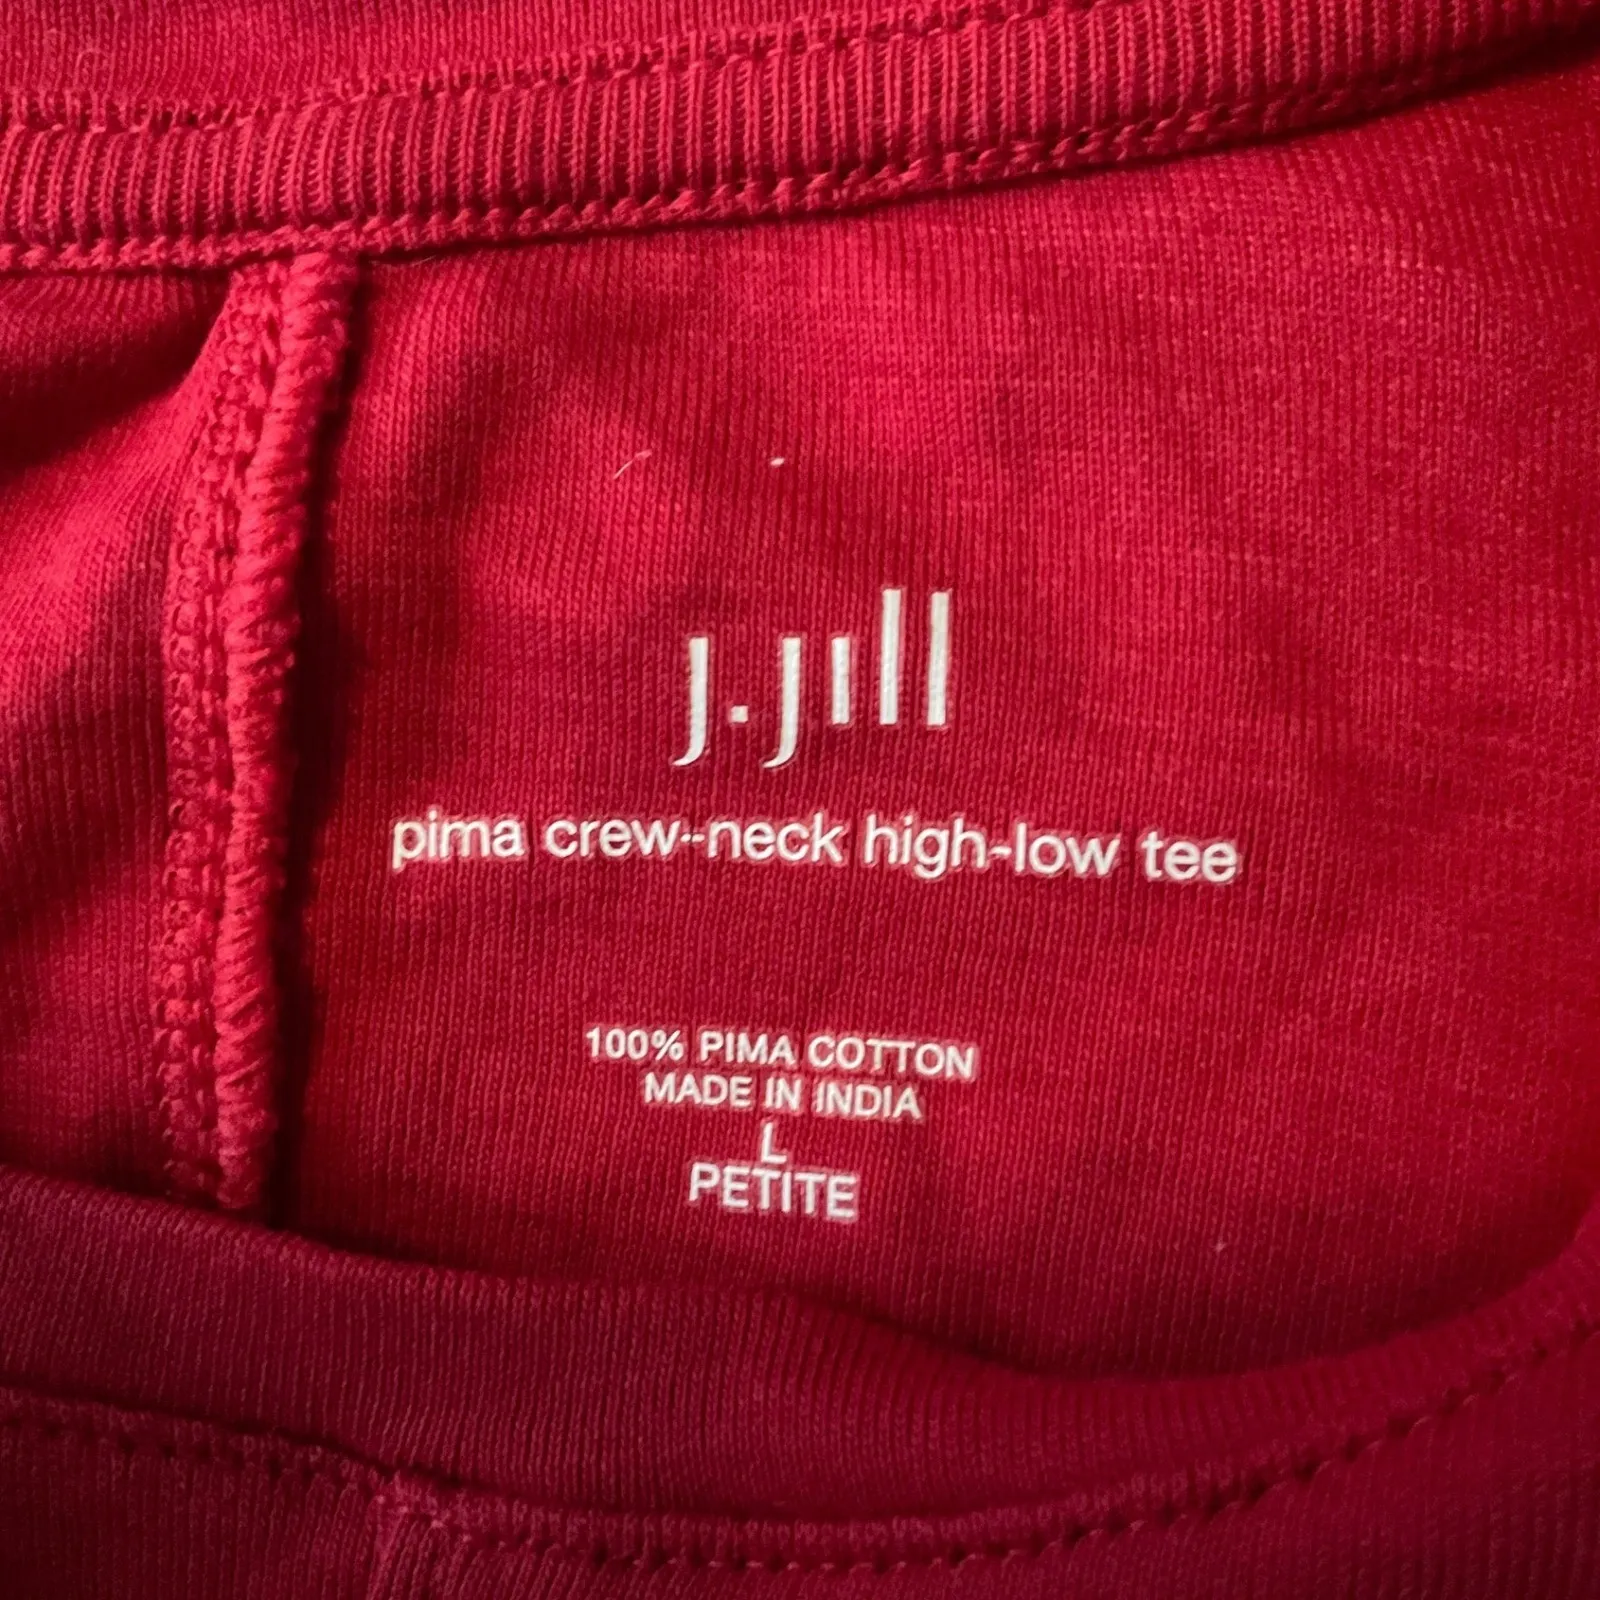 j.jill
pima crew-neck high-low tee
100% PIMA COTTON
MADE IN INDIA
L
PETITE